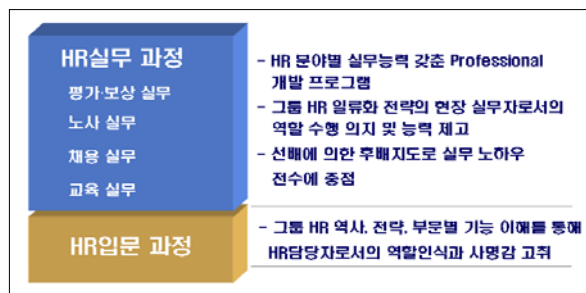 HR실무 과정
평가·보상 실무
노사 실무
채용 실무
교육 실무
- HR 분야별 실무능력 갖춘 Professional
개발 프로그램
- 그룹 HR 일류화 전략의 현장 실무자로서의
역할 수행 의지 및 능력 제고
- 선배에 의한 후배지도로 실무 노하우
전수에 중점
HR입문 과정
- 그룹 HR 역사, 전략, 부문별 기능 이해를 통해
HR담당자로서의 역할인식과 사명감 고취